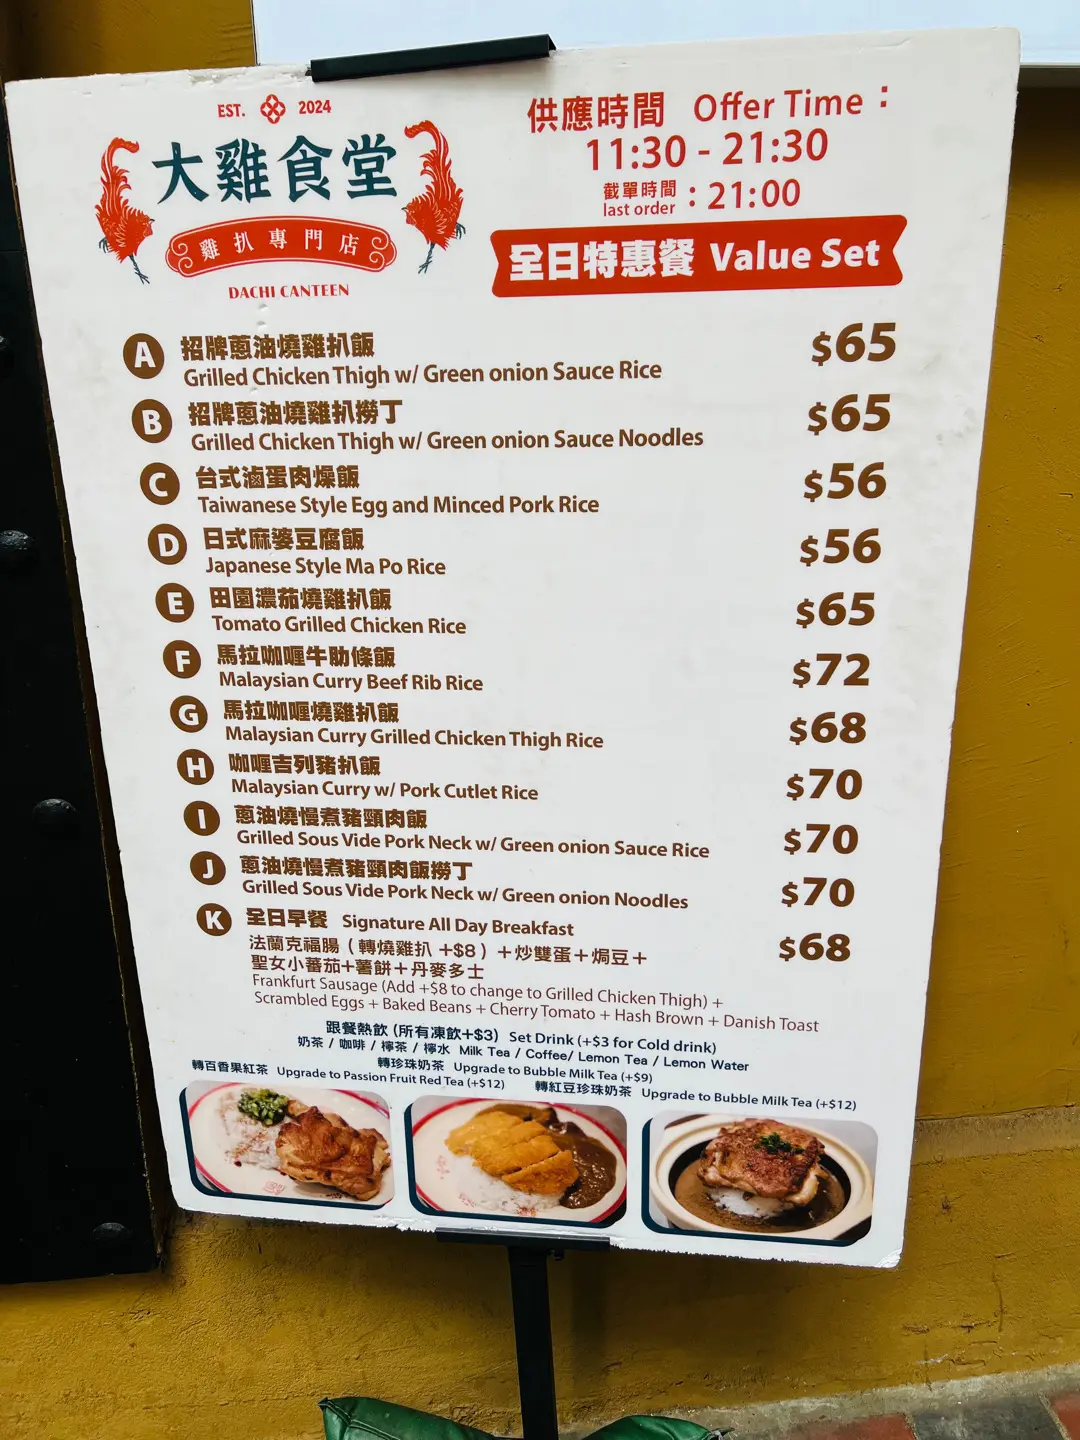 EST. 2024
大雞食堂
雞扒專門店
DACHI CANTEEN
供應時間 Offer Time：
11:30 - 21:30
截單時間
last order：21:00
全日特惠餐 Value Set
A 招牌蔥油燒雞扒飯 $65
Grilled Chicken Thigh w/ Green onion Sauce Rice
B 招牌蔥油燒雞扒撈丁 $65
Grilled Chicken Thigh w/ Green onion Sauce Noodles
C 台式滷蛋肉燥飯 $56
Taiwanese Style Egg and Minced Pork Rice
D 日式麻婆豆腐飯 $56
Japanese Style Ma Po Rice
E 田園濃茄燒雞扒飯 $65
Tomato Grilled Chicken Rice
F 馬拉咖喱牛肋條飯 $72
Malaysian Curry Beef Rib Rice
G 馬拉咖喱燒雞扒飯 $68
Malaysian Curry Grilled Chicken Thigh Rice
H 咖喱吉列豬扒飯 $70
Malaysian Curry w/ Pork Cutlet Rice
I 蔥油燒慢煮豬頸肉飯 $70
Grilled Sous Vide Pork Neck w/ Green onion Sauce Rice
J 蔥油燒慢煮豬頸肉飯撈丁 $70
Grilled Sous Vide Pork Neck w/ Green onion Noodles
K 全日早餐 Signature All Day Breakfast $68
法蘭克福腸（轉燒雞扒 +$8）＋炒雙蛋＋焗豆＋
聖女小蕃茄＋薯餅＋丹麥多士
Frankfurt Sausage (Add +$8 to change to Grilled Chicken Thigh) +
Scrambled Eggs + Baked Beans + Cherry Tomato + Hash Brown + Danish Toast
跟餐熱飲 (所有凍飲+$3) Set Drink (+$3 for Cold drink)
奶茶 / 咖啡 / 檸茶 / 檸水 Milk Tea / Coffee/ Lemon Tea / Lemon Water
轉珍珠奶茶 Upgrade to Bubble Milk Tea (+$9)
轉百香果紅茶 Upgrade to Passion Fruit Red Tea (+$12) 轉紅豆珍珠奶茶 Upgrade to Bubble Milk Tea (+$12)